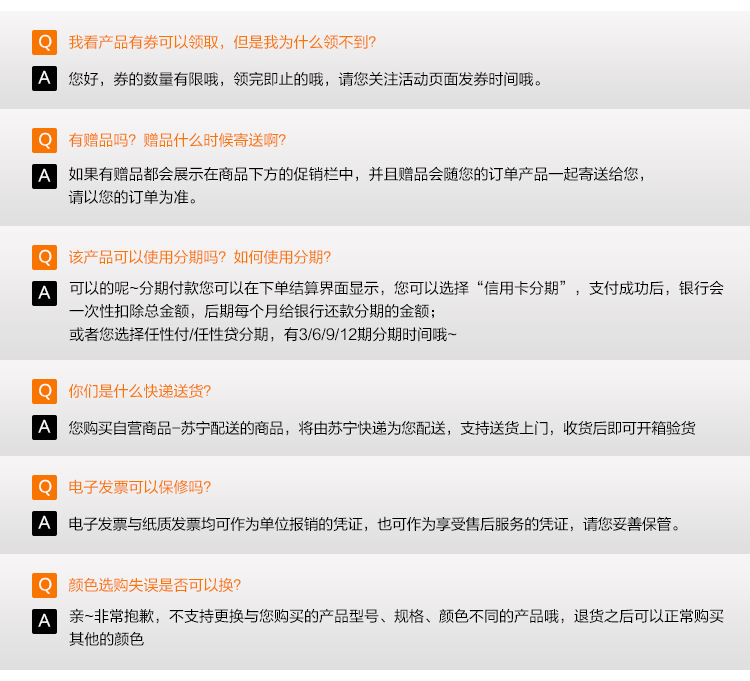 Q 我看产品有券可以领取，但是我为什么领不到？
A 您好，券的数量有限哦，领完即止的哦，请您关注活动页面发券时间哦。
Q 有赠品吗？赠品什么时候寄送啊？
A 如果有赠品都会展示在商品下方的促销栏中，并且赠品会随您的订单产品一起寄送给您，
请以您的订单为准。
Q 该产品可以使用分期吗？如何使用分期？
A 可以的呢~分期付款您可以在下单结算界面显示，您可以选择“信用卡分期”，支付成功后，银行会
一次性扣除总金额，后期每个月给银行还款分期的金额；
或者您选择任性付/任性贷分期，有3/6/9/12期分期时间哦~
Q 你们是什么快递送货？
A 您购买自营商品-苏宁配送的商品，将由苏宁快递为您配送，支持送货上门，收货后即可开箱验货
Q 电子发票可以保修吗？
A 电子发票与纸质发票均可作为单位报销的凭证，也可作为享受售后服务的凭证，请您妥善保管。
Q 颜色选购失误是否可以换？
A 亲~非常抱歉，不支持更换与您购买的产品型号、规格、颜色不同的产品哦，退货之后可以正常购买
其他的颜色